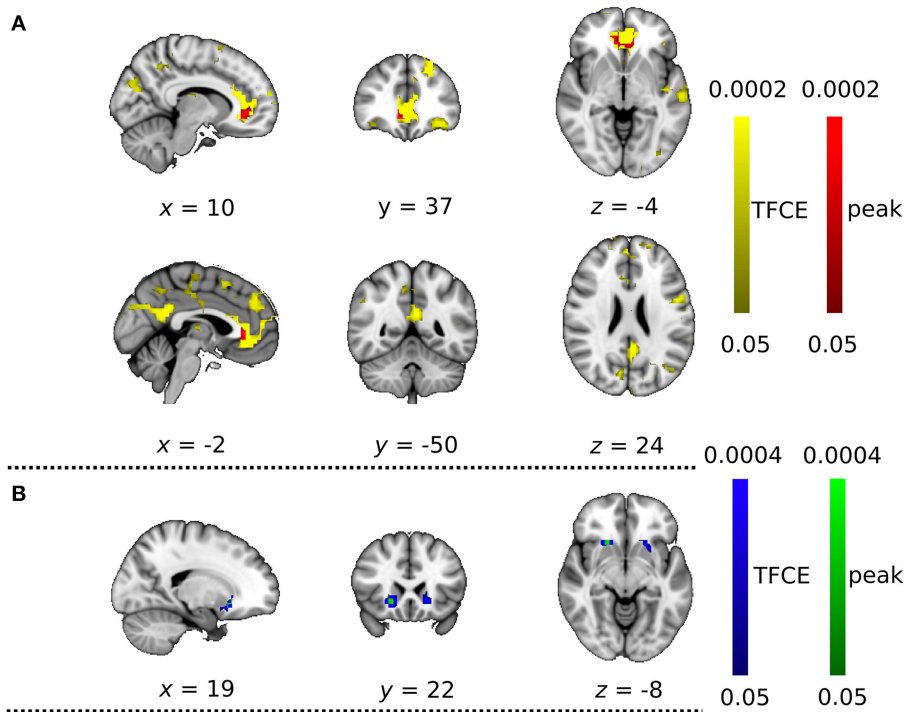 A
0.0002 0.0002
TFCE peak
x = 10 y = 37 z = -4
0.05 0.05
x = -2 y = -50 z = 24
0.0004 0.0004
B
TFCE peak
x = 19 y = 22 z = -8
0.05 0.05